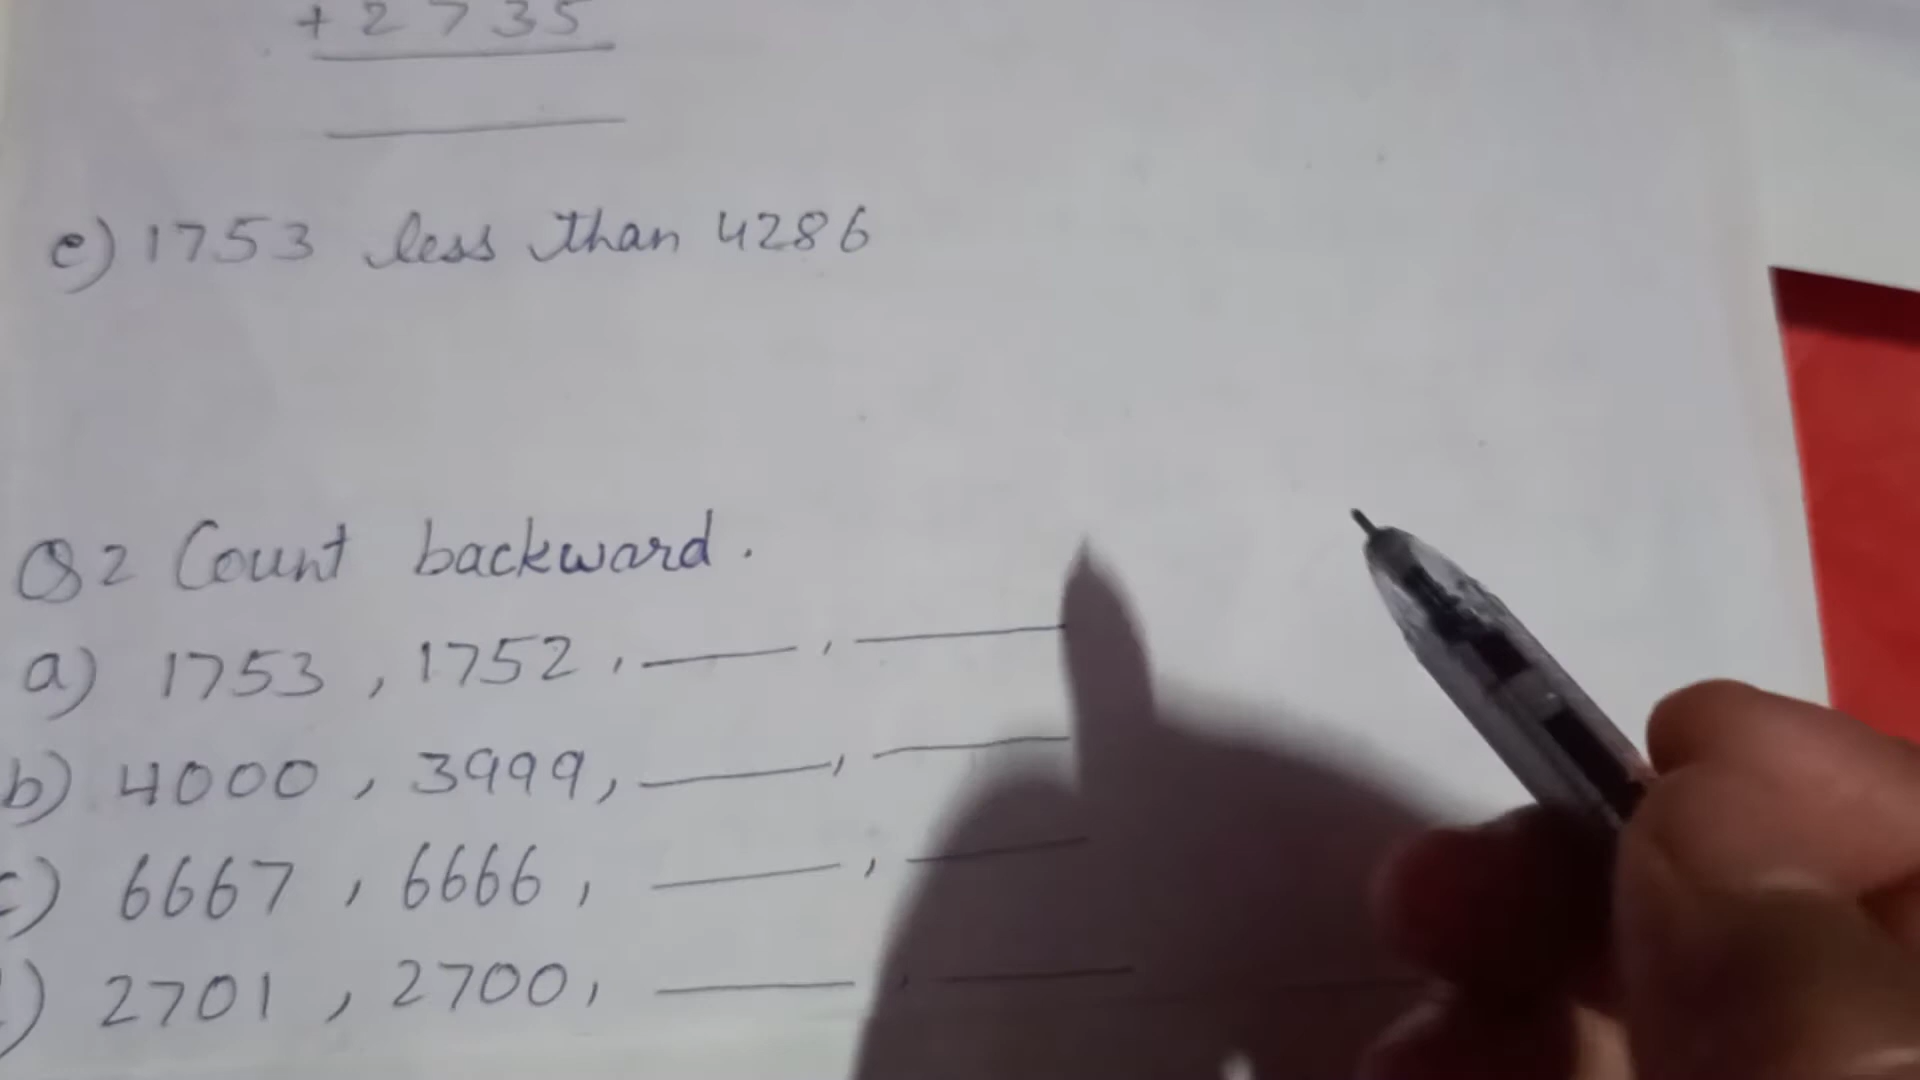 + 2735
e) 1753 less than 4286
Q2 Count backward.
a) 1753, 1752, ____, ____
b) 4000, 3999, ____, ____
c) 6667, 6666, ____, ____
) 2701, 2700, ____, ____